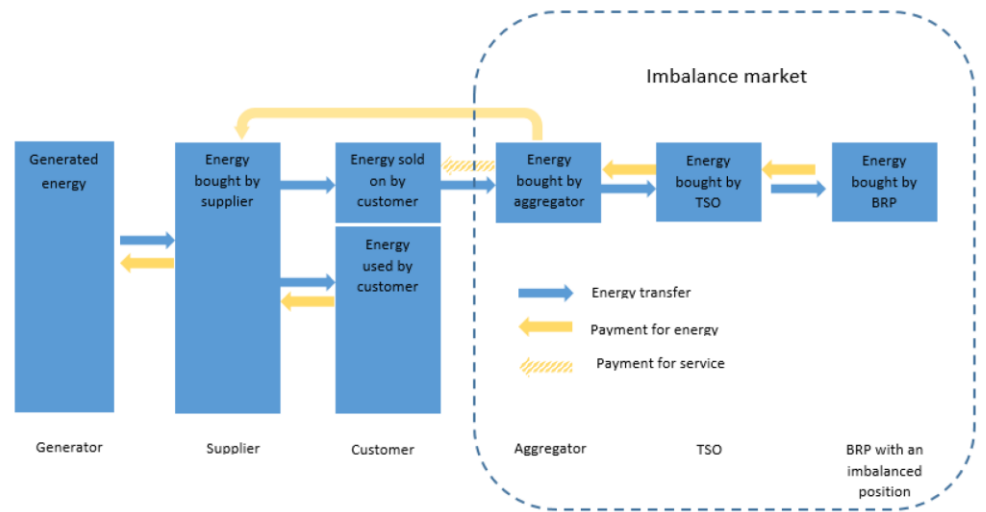 Imbalance market
Generated
energy
Energy
bought by
supplier
Energy sold
on by
customer
Energy
used by
customer
Energy
bought by
aggregator
Energy
bought by
TSO
Energy
bought by
BRP
Energy transfer
Payment for energy
Payment for service
Generator
Supplier
Customer
Aggregator
TSO
BRP with an
imbalanced
position